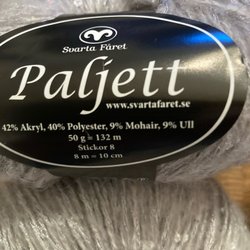 Svarta Fåret
Paljett
www.svartafaret.se
42% Akryl, 40% Polyester, 9% Mohair, 9% Ull
50 g = 132 m
Stickor 8
8 m = 10 cm